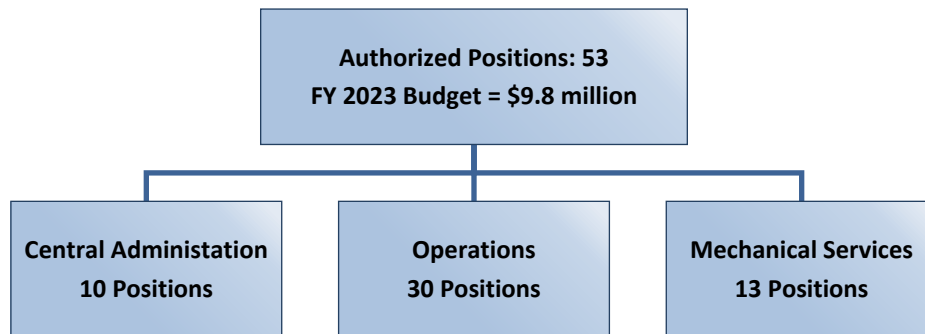 Authorized Positions: 53
FY 2023 Budget = $9.8 million
Central Administation
10 Positions
Operations
30 Positions
Mechanical Services
13 Positions